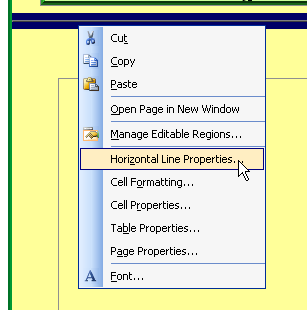 Cut
Copy
Paste
Open Page in New Window
Manage Editable Regions...
Horizontal Line Properties...
Cell Formatting...
Cell Properties...
Table Properties...
Page Properties...
A Font...